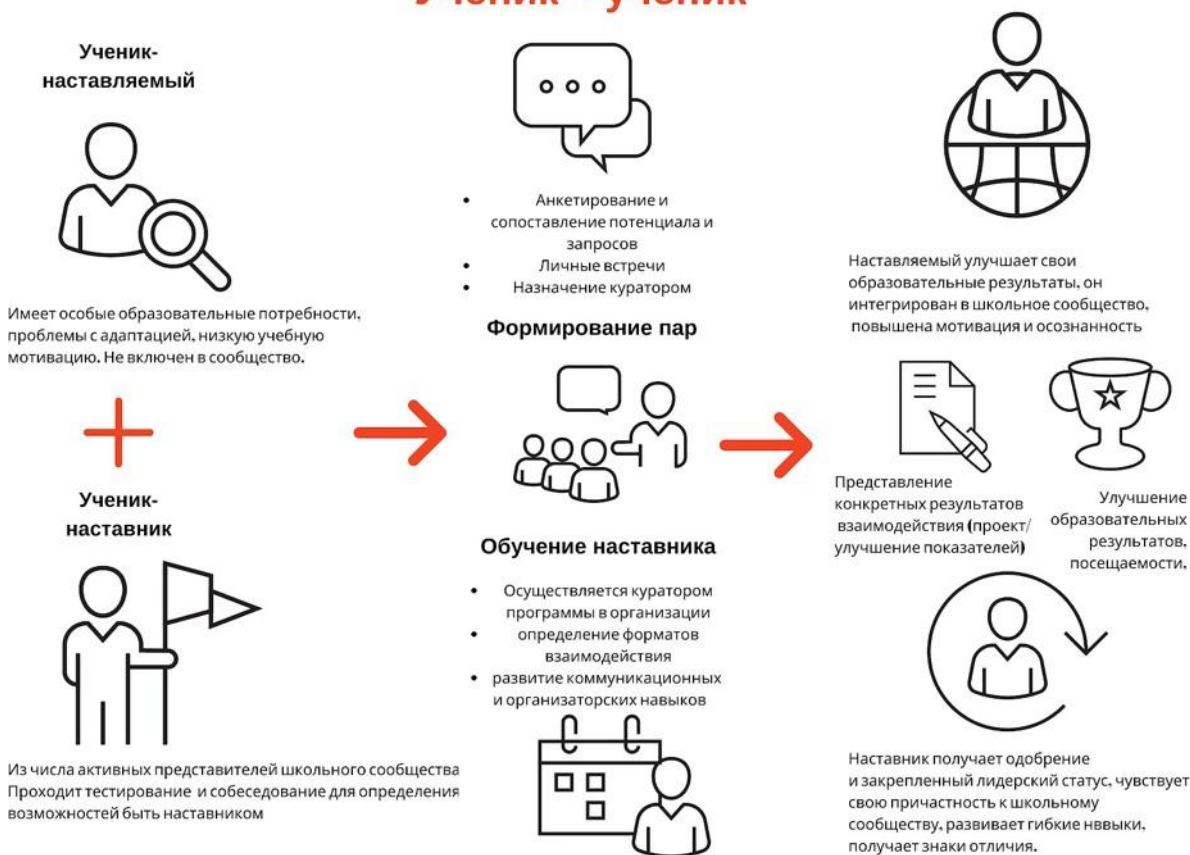 Ученик – ученик
Ученик-
наставляемый
Имеет особые образовательные потребности,
проблемы с адаптацией, низкую учебную
мотивацию. Не включен в сообщество.
Ученик-
наставник
Из числа активных представителей школьного сообщества
Проходит тестирование и собеседование для определения
возможностей быть наставником
• Анкетирование и
сопоставление потенциала и
запросов
• Личные встречи
• Назначение куратором
Формирование пар
Обучение наставника
• Осуществляется куратором
программы в организации
• определение форматов
взаимодействия
• развитие коммуникационных
и организаторских навыков
Наставляемый улучшает свои
образовательные результаты, он
интегрирован в школьное сообщество,
повышена мотивация и осознанность
Представление
конкретных результатов
взаимодействия (проект/
улучшение показателей)
Улучшение
образовательных
результатов,
посещаемости,
Наставник получает одобрение
и закрепленный лидерский статус, чувствует
свою причастность к школьному
сообществу, развивает гибкие нввыки,
получает знаки отличия.